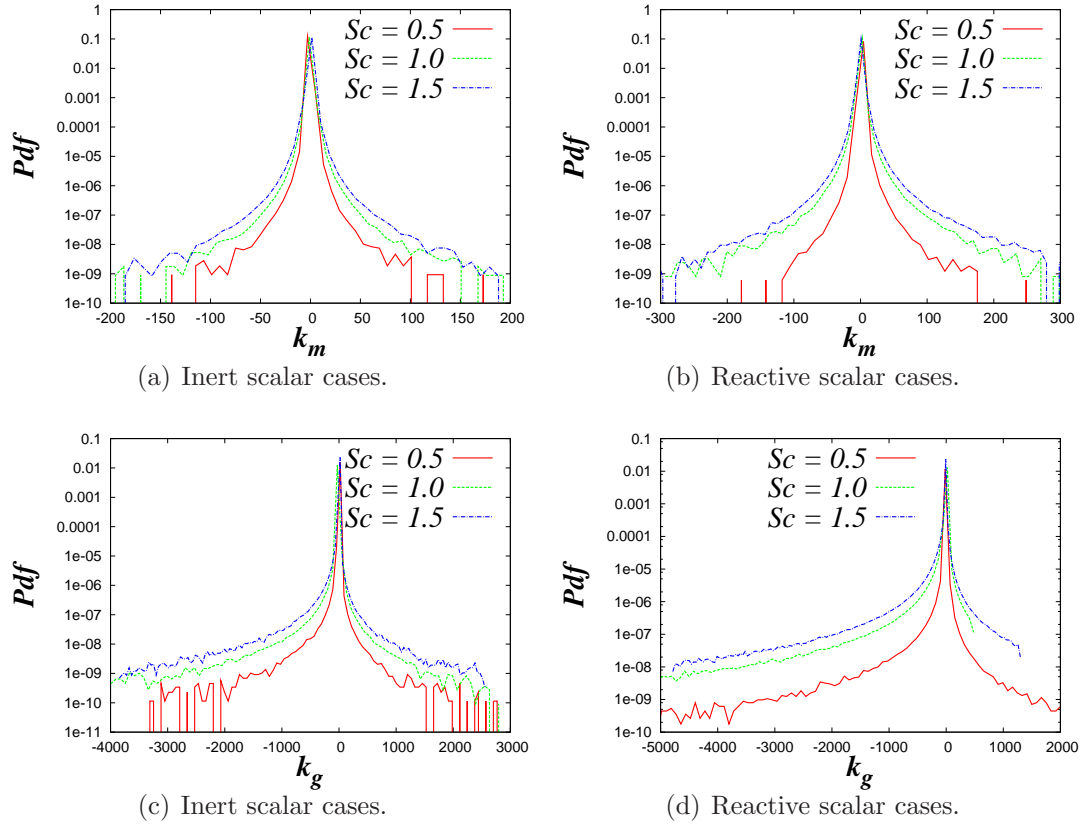 1
0.1
0.01
0.001
0.0001
1e-05
1e-06
1e-07
1e-08
1e-09
1e-10
Pdf
Sc = 0.5
Sc = 1.0
Sc = 1.5
-200 -150 -100 -50 0 50 100 150 200
k_m
(a) Inert scalar cases.
1
0.1
0.01
0.001
0.0001
1e-05
1e-06
1e-07
1e-08
1e-09
1e-10
Pdf
Sc = 0.5
Sc = 1.0
Sc = 1.5
-300 -200 -100 0 100 200 300
k_m
(b) Reactive scalar cases.
0.1
0.01
0.001
0.0001
1e-05
1e-06
1e-07
1e-08
1e-09
1e-10
1e-11
Pdf
Sc = 0.5
Sc = 1.0
Sc = 1.5
-4000 -3000 -2000 -1000 0 1000 2000 3000
k_g
(c) Inert scalar cases.
0.1
0.01
0.001
0.0001
1e-05
1e-06
1e-07
1e-08
1e-09
1e-10
Pdf
Sc = 0.5
Sc = 1.0
Sc = 1.5
-5000 -4000 -3000 -2000 -1000 0 1000 2000
k_g
(d) Reactive scalar cases.